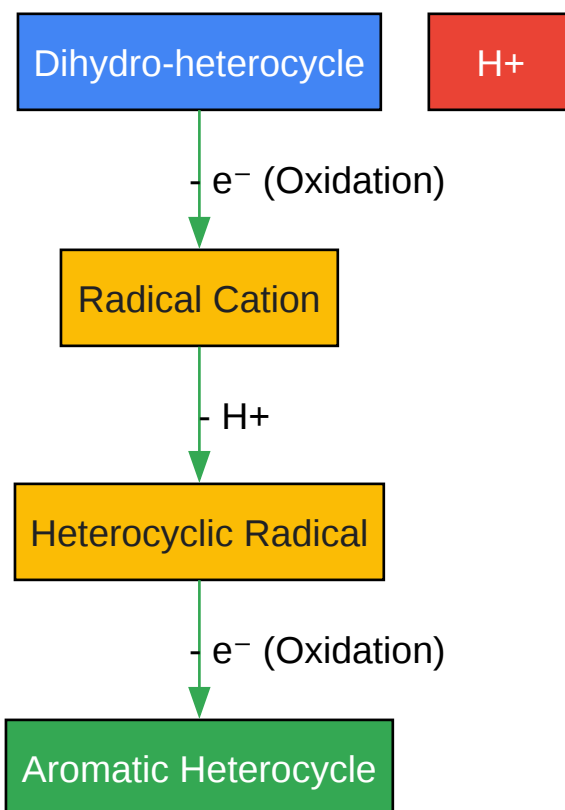 Dihydro-heterocycle
H+
- e⁻ (Oxidation)
Radical Cation
- H+
Heterocyclic Radical
- e⁻ (Oxidation)
Aromatic Heterocycle